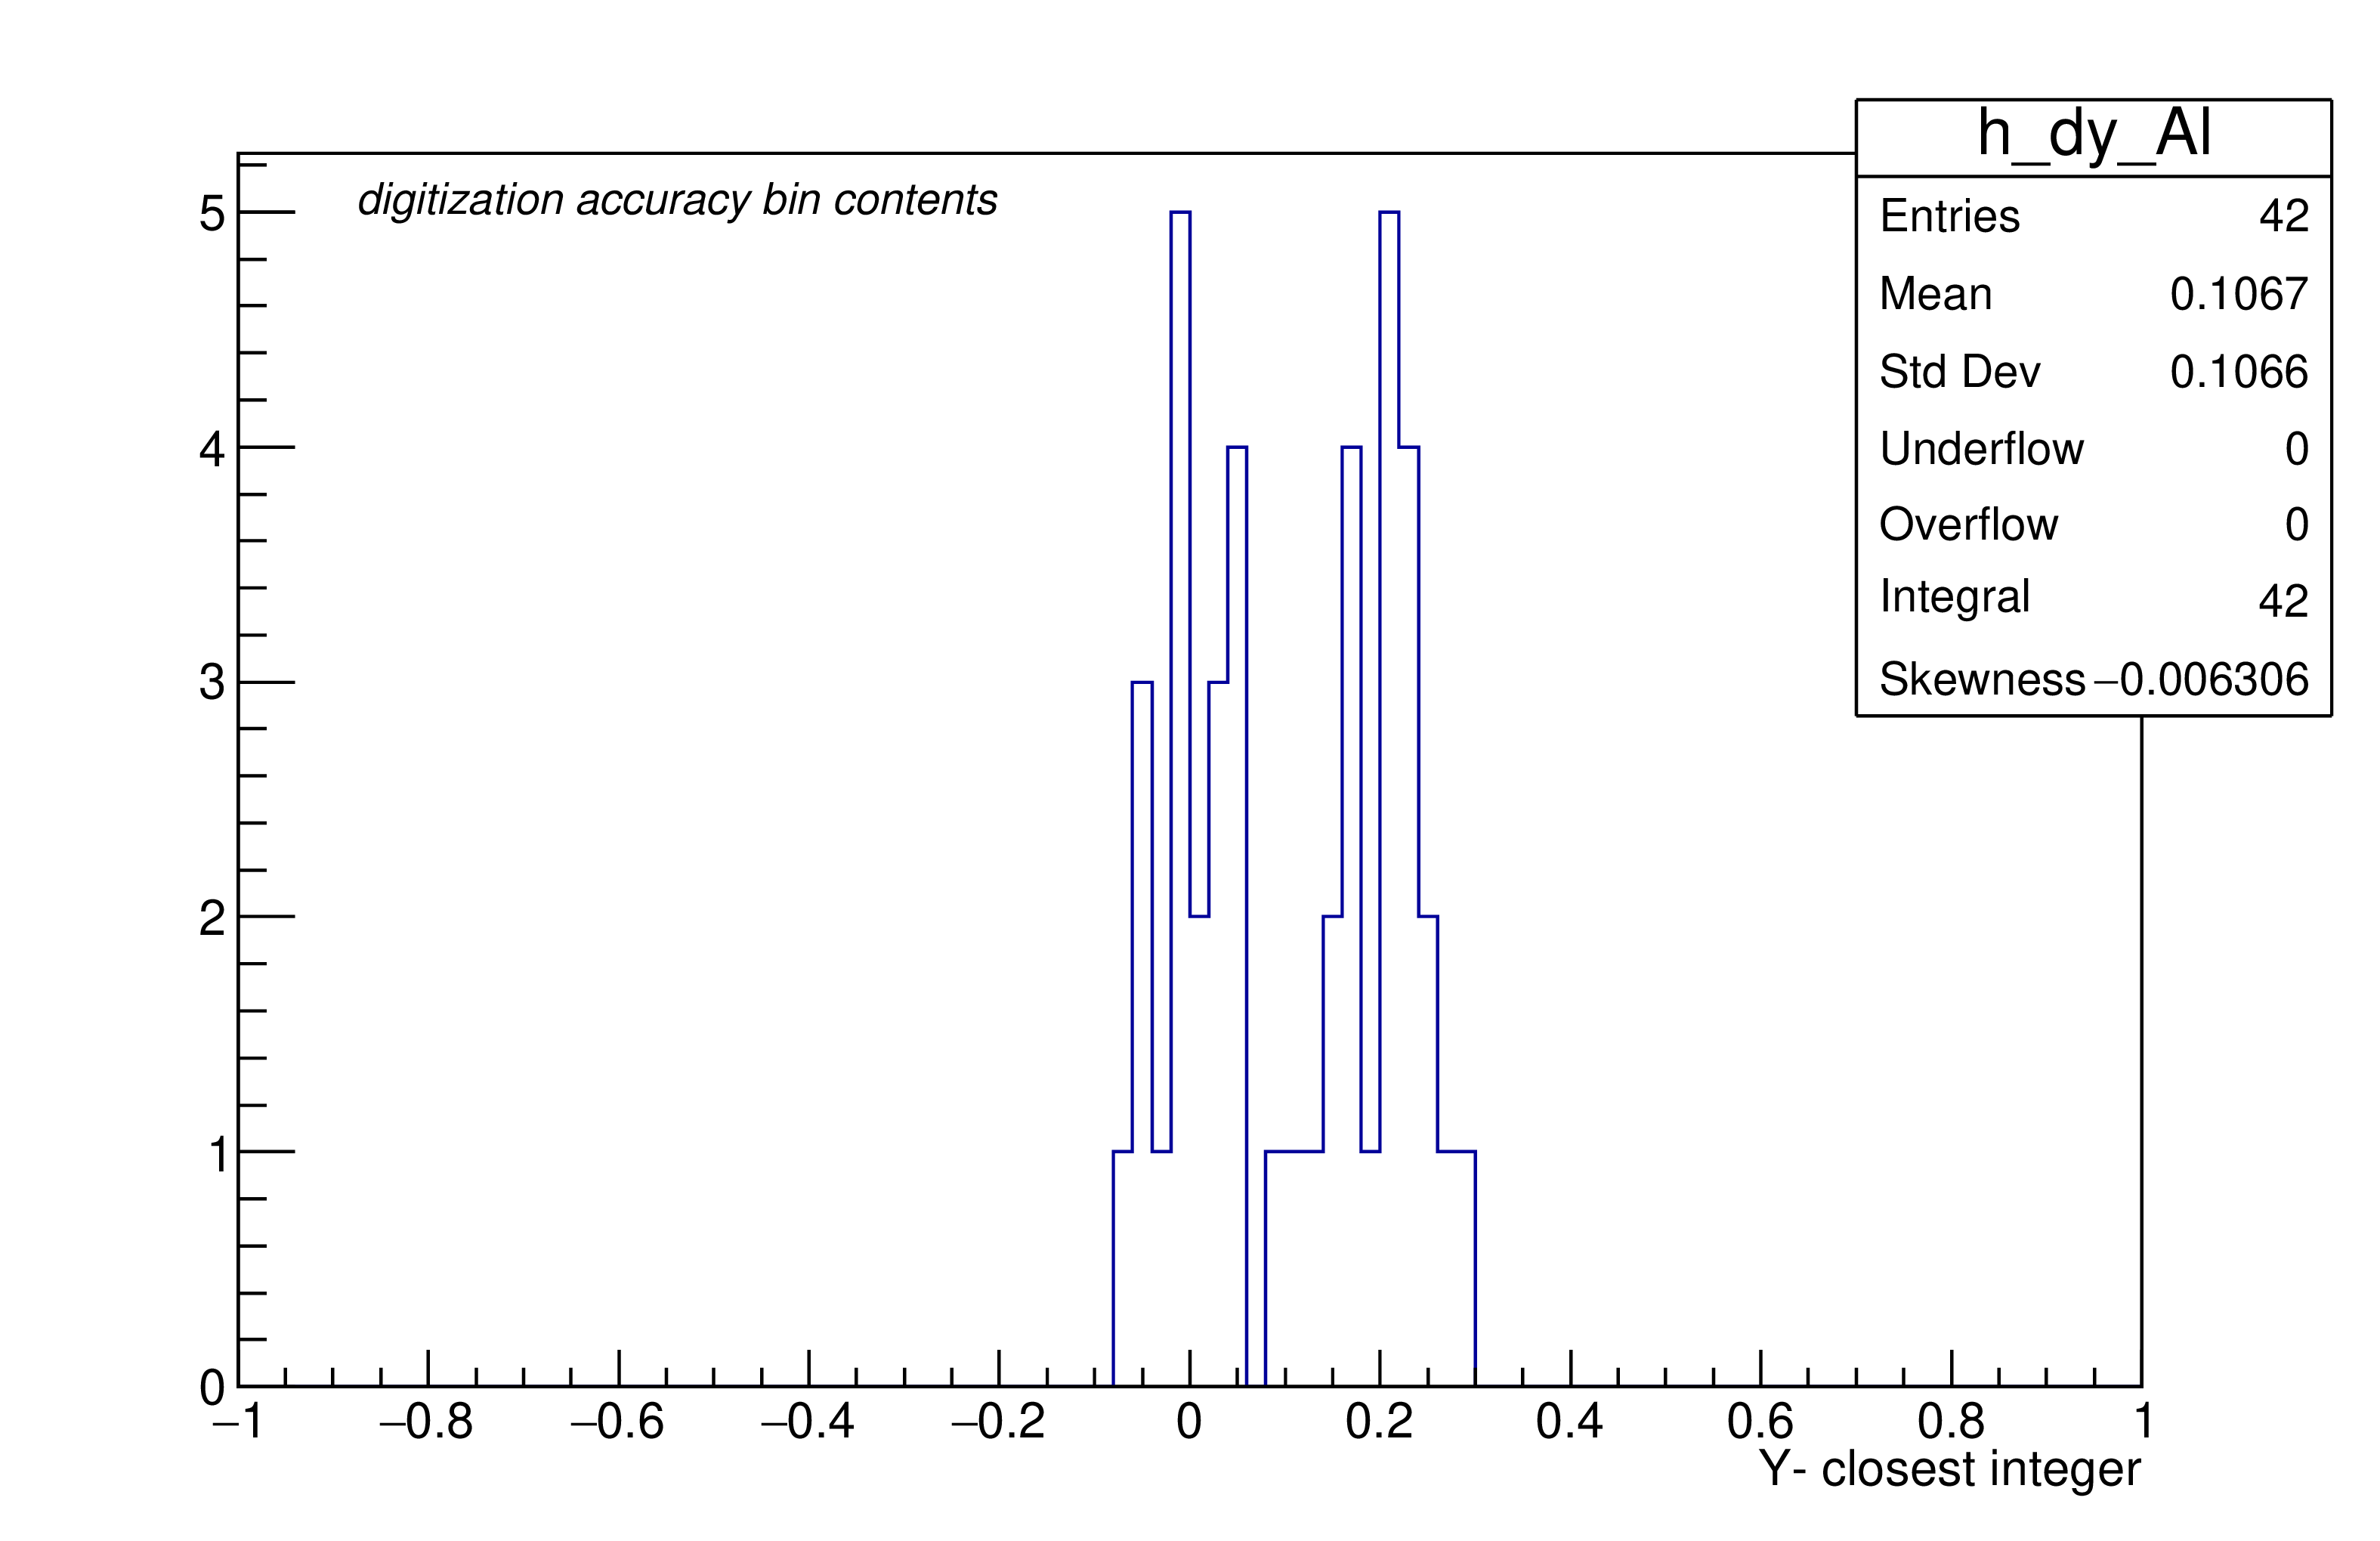 h_dy_Al
digitization accuracy bin contents
Entries 42
Mean 0.1067
Std Dev 0.1066
Underflow 0
Overflow 0
Integral 42
Skewness −0.006306
5
4
3
2
1
0
−1 −0.8 −0.6 −0.4 −0.2 0 0.2 0.4 0.6 0.8 1
Y- closest integer